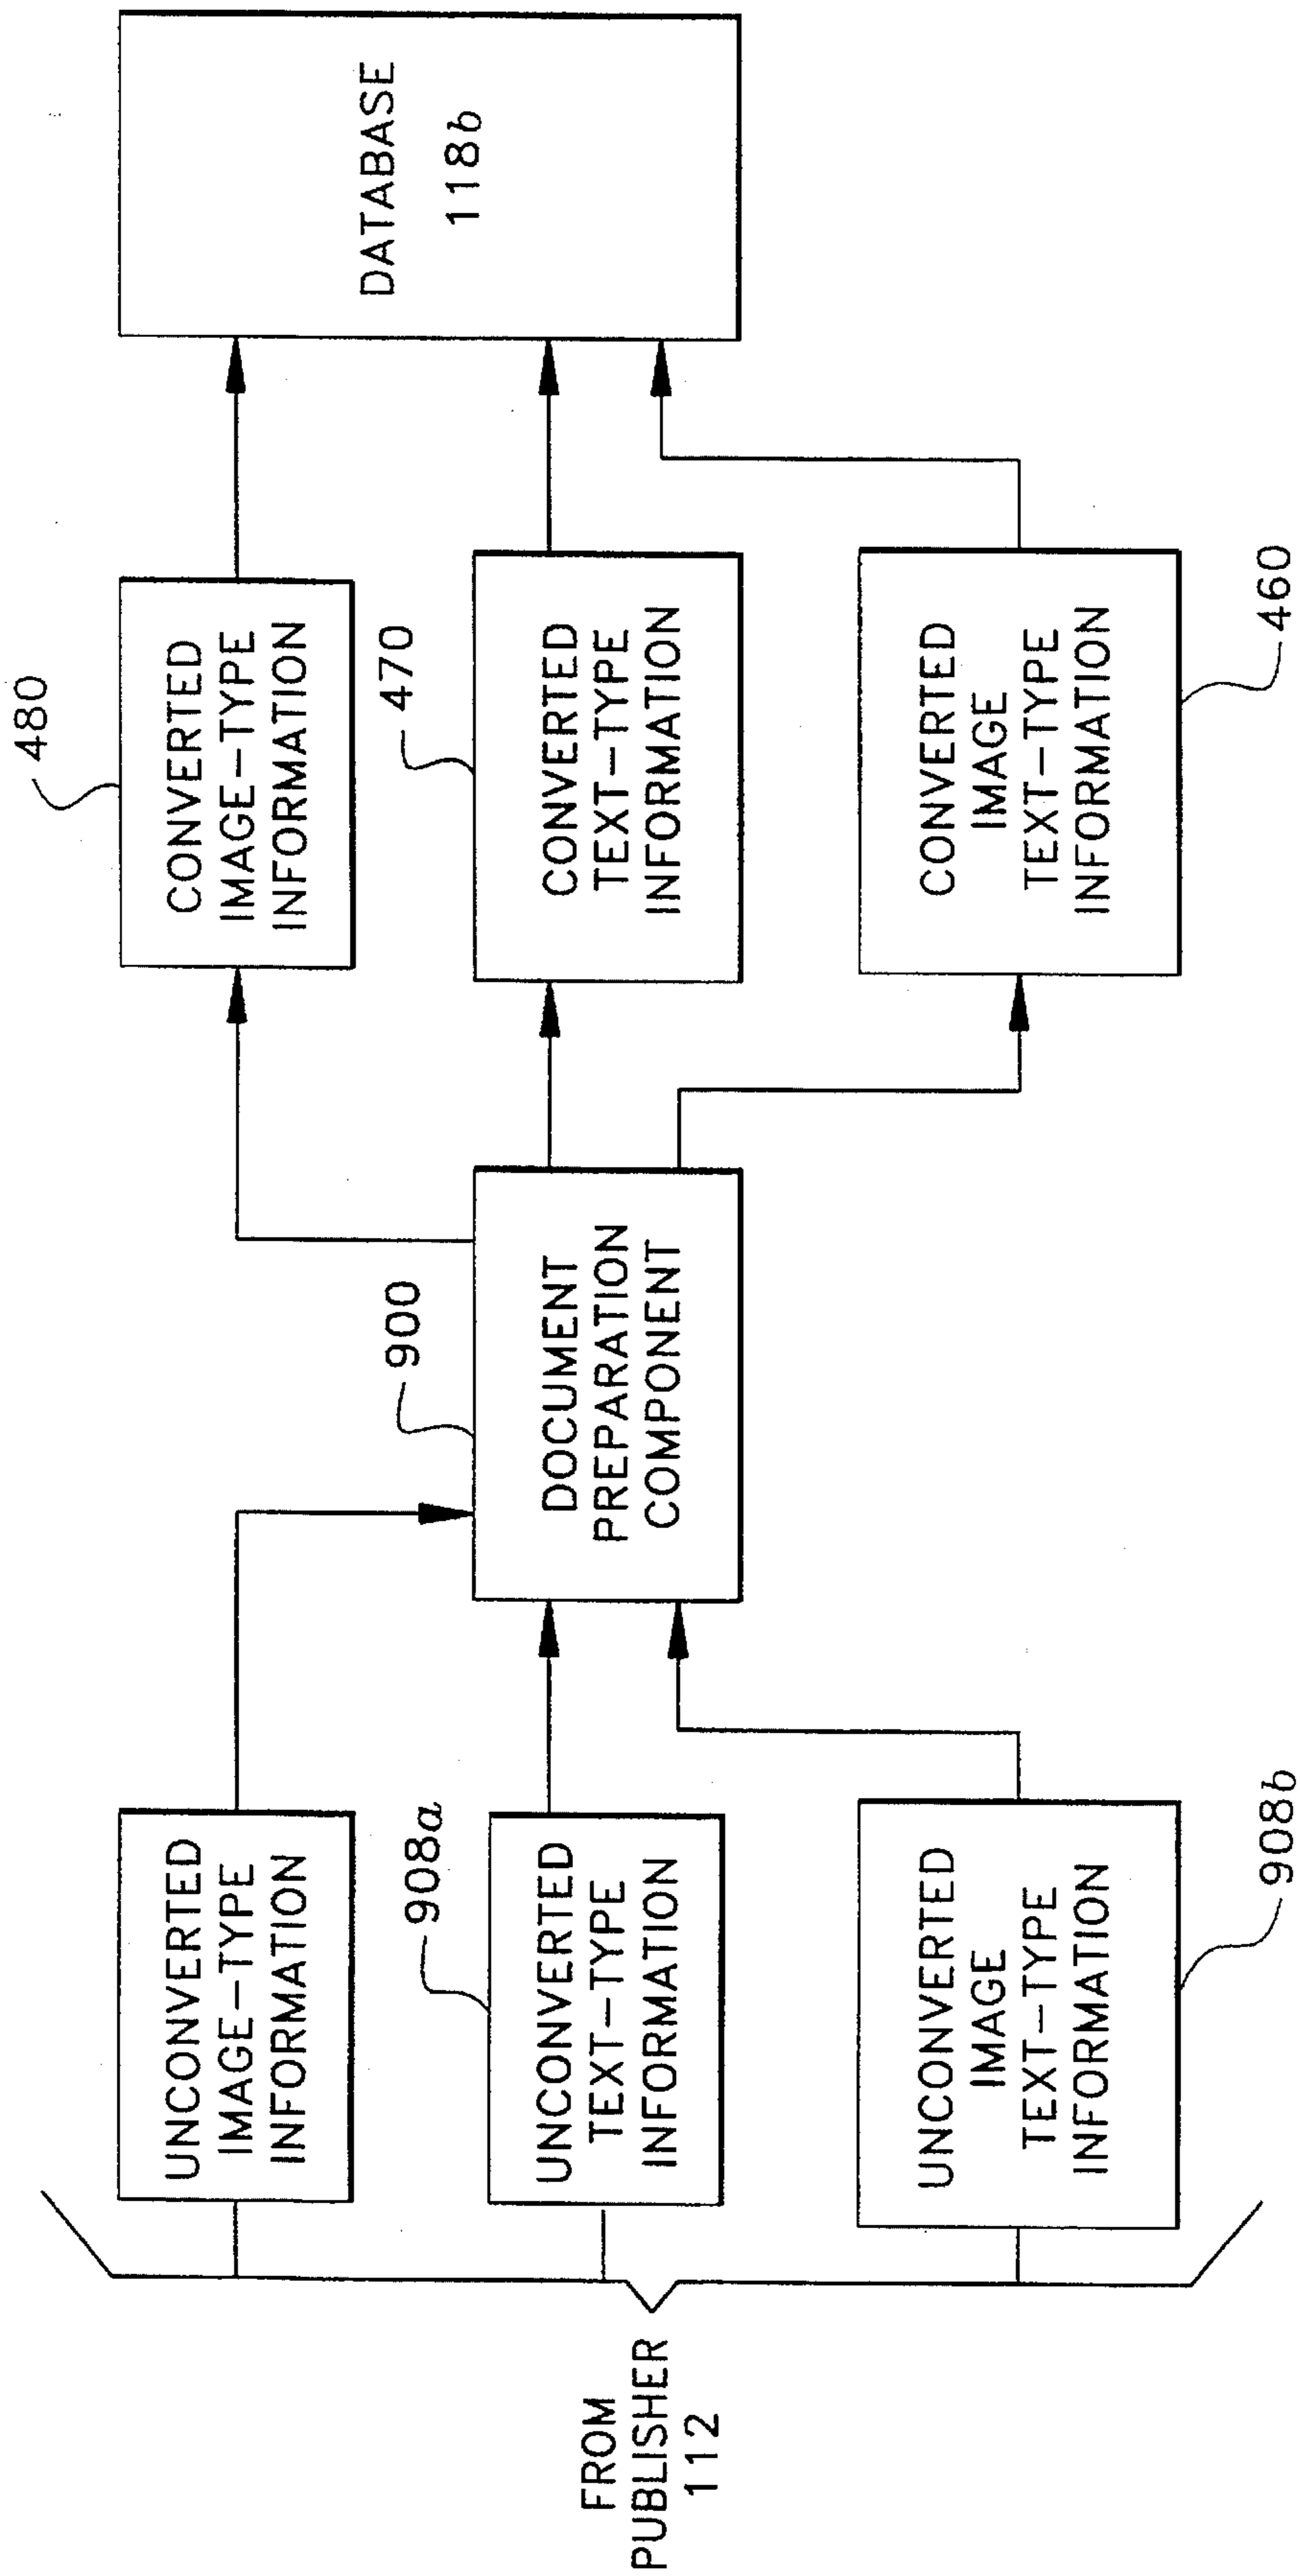 FROM
PUBLISHER
112
UNCONVERTED
IMAGE-TYPE
INFORMATION
908a
UNCONVERTED
TEXT-TYPE
INFORMATION
UNCONVERTED
IMAGE
TEXT-TYPE
INFORMATION
908b
900
DOCUMENT
PREPARATION
COMPONENT
480
CONVERTED
IMAGE-TYPE
INFORMATION
470
CONVERTED
TEXT-TYPE
INFORMATION
CONVERTED
IMAGE
TEXT-TYPE
INFORMATION
460
DATABASE
118b